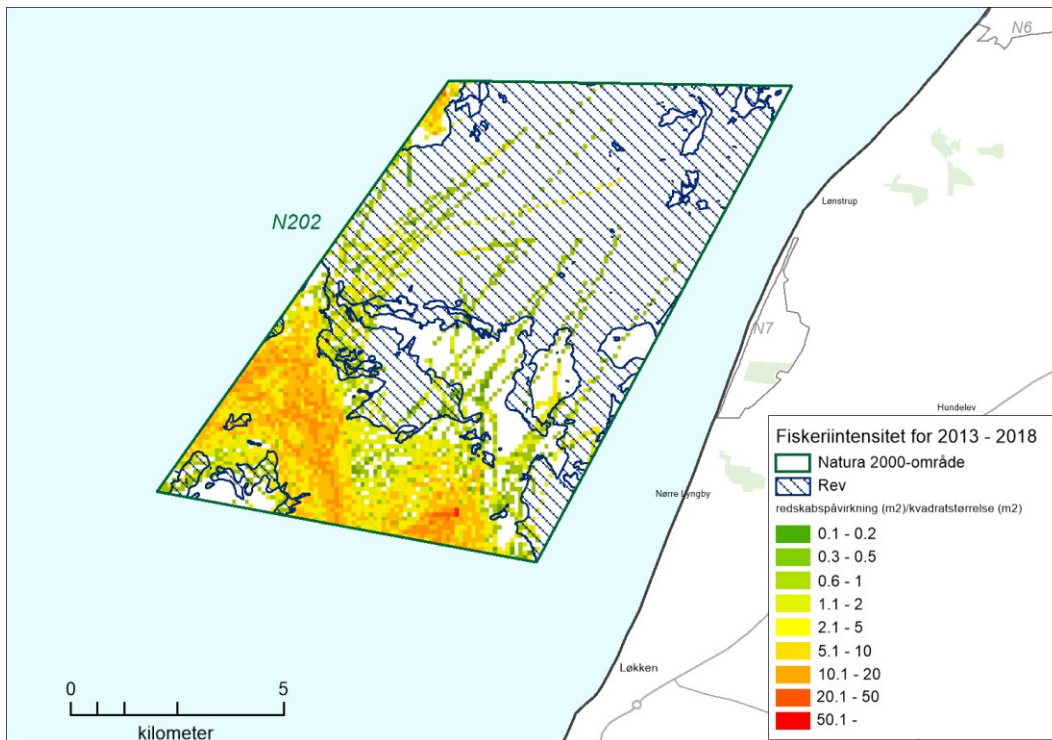 N6
N202
Lønstrup
N7
Hundelev
Nørre Lyngby
Løkken
Fiskeriintensitet for 2013 - 2018
Natura 2000-område
Rev
redskabspåvirkning (m2)/kvadratstørrelse (m2)
0.1 - 0.2
0.3 - 0.5
0.6 - 1
1.1 - 2
2.1 - 5
5.1 - 10
10.1 - 20
20.1 - 50
50.1 -
0 5
kilometer